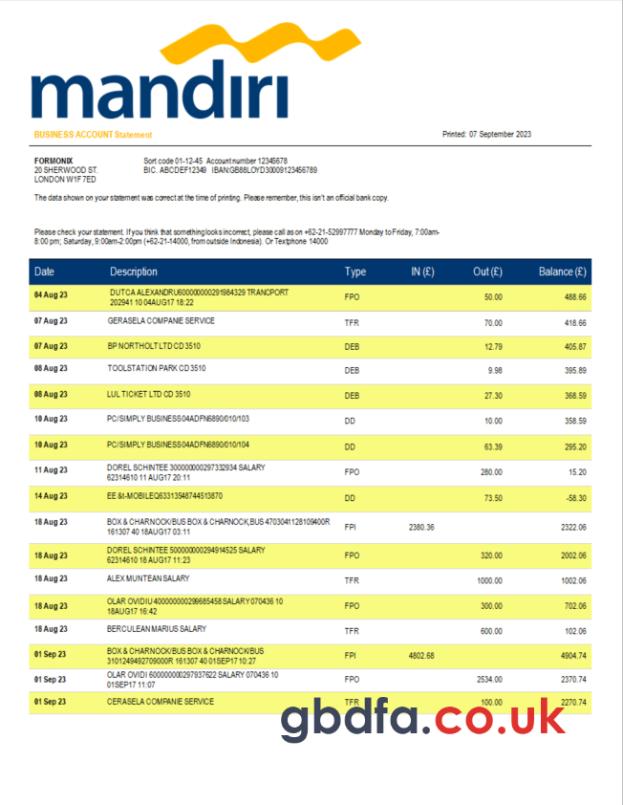 mandiri
BUSINESS ACCOUNT Statement
Printed: 07 September 2023
FORMONIX
Sort code 01-12-45 Account number 12345678
20 SHERWOOD ST.
BIC. ABCDEF12349 IBAN:GB88LOYD30009123456789
LONDON W1F 7ED
The data shown on your statement was correct at the time of printing. Please remember, this isn't an official bank copy.
Please check your statement. If you think that something looks incorrect, please call as on +62-21-52997777 Monday to Friday, 7:00am-
8:00 pm; Saturday, 9:00am-2:00pm (+62-21-14000, from outside Indonesia). Or Textphone 14000
Date Description Type IN (£) Out (£) Balance (£)
04 Aug 23 DUTCA ALEXANDRU600000000291984329 TRANCPORT FPO 50.00 488.66
202941 10 04AUG17 18:22
07 Aug 23 GERASELA COMPANIE SERVICE TFR 70.00 418.66
07 Aug 23 BP NORTHOLT LTD CD 3510 DEB 12.79 405.87
08 Aug 23 TOOLSTATION PARK CD 3510 DEB 9.98 395.89
08 Aug 23 LUL TICKET LTD CD 3510 DEB 27.30 368.59
10 Aug 23 PC/SIMPLY BUSINESS04ADFN6890/010/103 DD 10.00 358.59
10 Aug 23 PC/SIMPLY BUSINESS04ADFN6890/010/104 DD 63.39 295.20
11 Aug 23 DOREL SCHINTEE 300000000297332934 SALARY FPO 280.00 15.20
62314610 11 AUG17 20:11
14 Aug 23 EE &t-MOBILEQ63313548744513870 DD 73.50 -58.30
18 Aug 23 BOX & CHARNOCK/BUS BOX & CHARNOCK,BUS 4703041128109400R FPI 2380.36 2322.06
161307 40 18AUG17 03:11
18 Aug 23 DOREL SCHINTEE 500000000294914525 SALARY FPO 320.00 2002.06
62314610 18 AUG17 11:23
18 Aug 23 ALEX MUNTEAN SALARY TFR 1000.00 1002.06
18 Aug 23 OLAR OVIDIU 400000000299685458 SALARY 070436 10 FPO 300.00 702.06
18AUG17 16:42
18 Aug 23 BERCULEAN MARIUS SALARY TFR 600.00 102.06
01 Sep 23 BOX & CHARNOCK/BUS BOX & CHARNOCK/BUS FPI 4802.68 4904.74
3101249492709000R 161307 40 01SEP17 10:27
01 Sep 23 OLAR OVIDI 600000000297937622 SALARY 070436 10 FPO 2534.00 2370.74
01SEP17 11:07
01 Sep 23 CERASELA COMPANIE SERVICE TFR 100.00 2270.74
gbdfa.co.uk